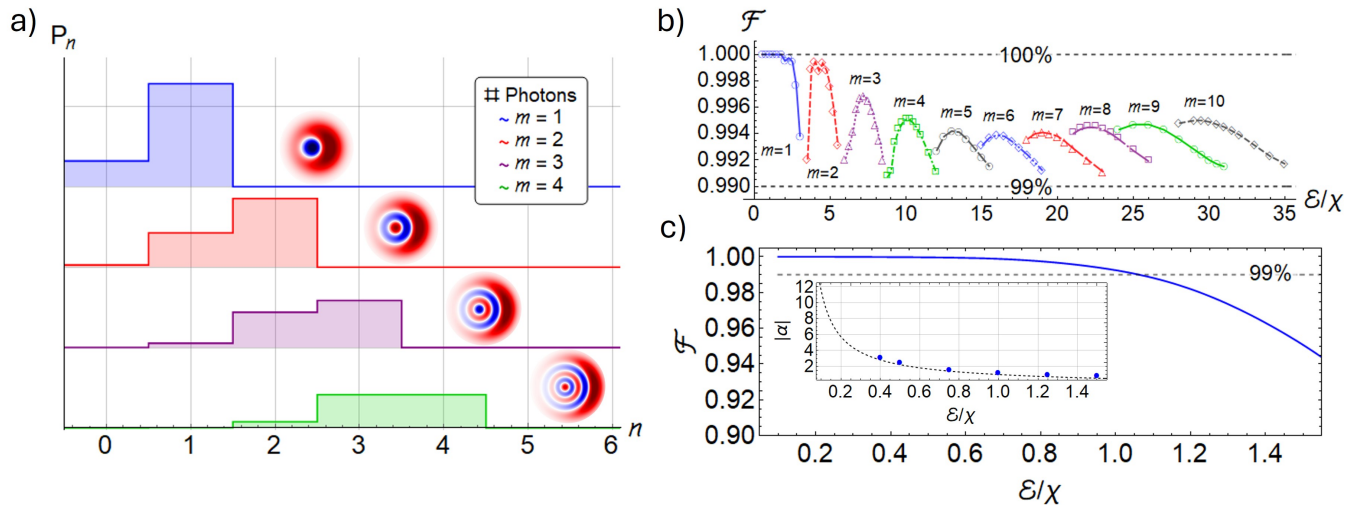 a)
Pₙ
# Photons
~ m = 1
~ m = 2
~ m = 3
~ m = 4
0 1 2 3 4 5 6 n
b)
ℱ
1.000
0.998
0.996
0.994
0.992
0.990
100%
99%
m=1
m=2
m=3
m=4
m=5
m=6
m=7
m=8
m=9
m=10
0 5 10 15 20 25 30 35 ℰ/χ
c)
1.00
0.98
0.96
0.94
0.92
0.90
ℱ
99%
12
10
8
6
4
2
|α|
0.2 0.4 0.6 0.8 1.0 1.2 1.4
ℰ/χ
0.2 0.4 0.6 0.8 1.0 1.2 1.4
ℰ/χ